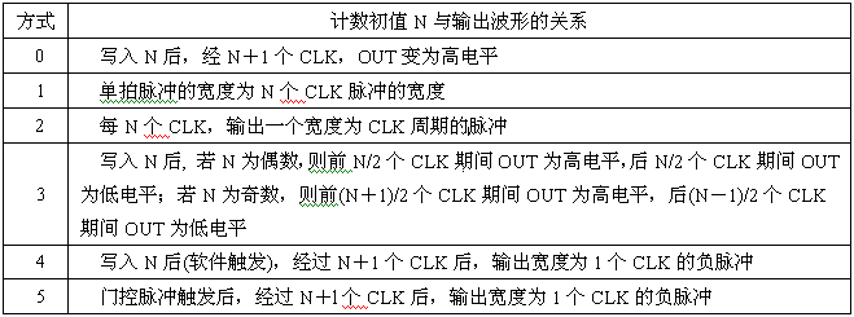 方式 计数初值 N 与输出波形的关系
0 写入 N 后，经 N＋1 个 CLK，OUT 变为高电平
1 单拍脉冲的宽度为 N 个 CLK 脉冲的宽度
2 每 N 个 CLK，输出一个宽度为 CLK 周期的脉冲
写入 N 后, 若 N 为偶数，则前 N/2 个 CLK 期间 OUT 为高电平，后 N/2 个 CLK 期间 OUT
3 为低电平；若 N 为奇数，则前(N＋1)/2 个 CLK 期间 OUT 为高电平，后(N－1)/2 个 CLK
期间 OUT 为低电平
4 写入 N 后(软件触发)，经过 N＋1 个 CLK 后，输出宽度为 1 个 CLK 的负脉冲
5 门控脉冲触发后，经过 N＋1 个 CLK 后，输出宽度为 1 个 CLK 的负脉冲